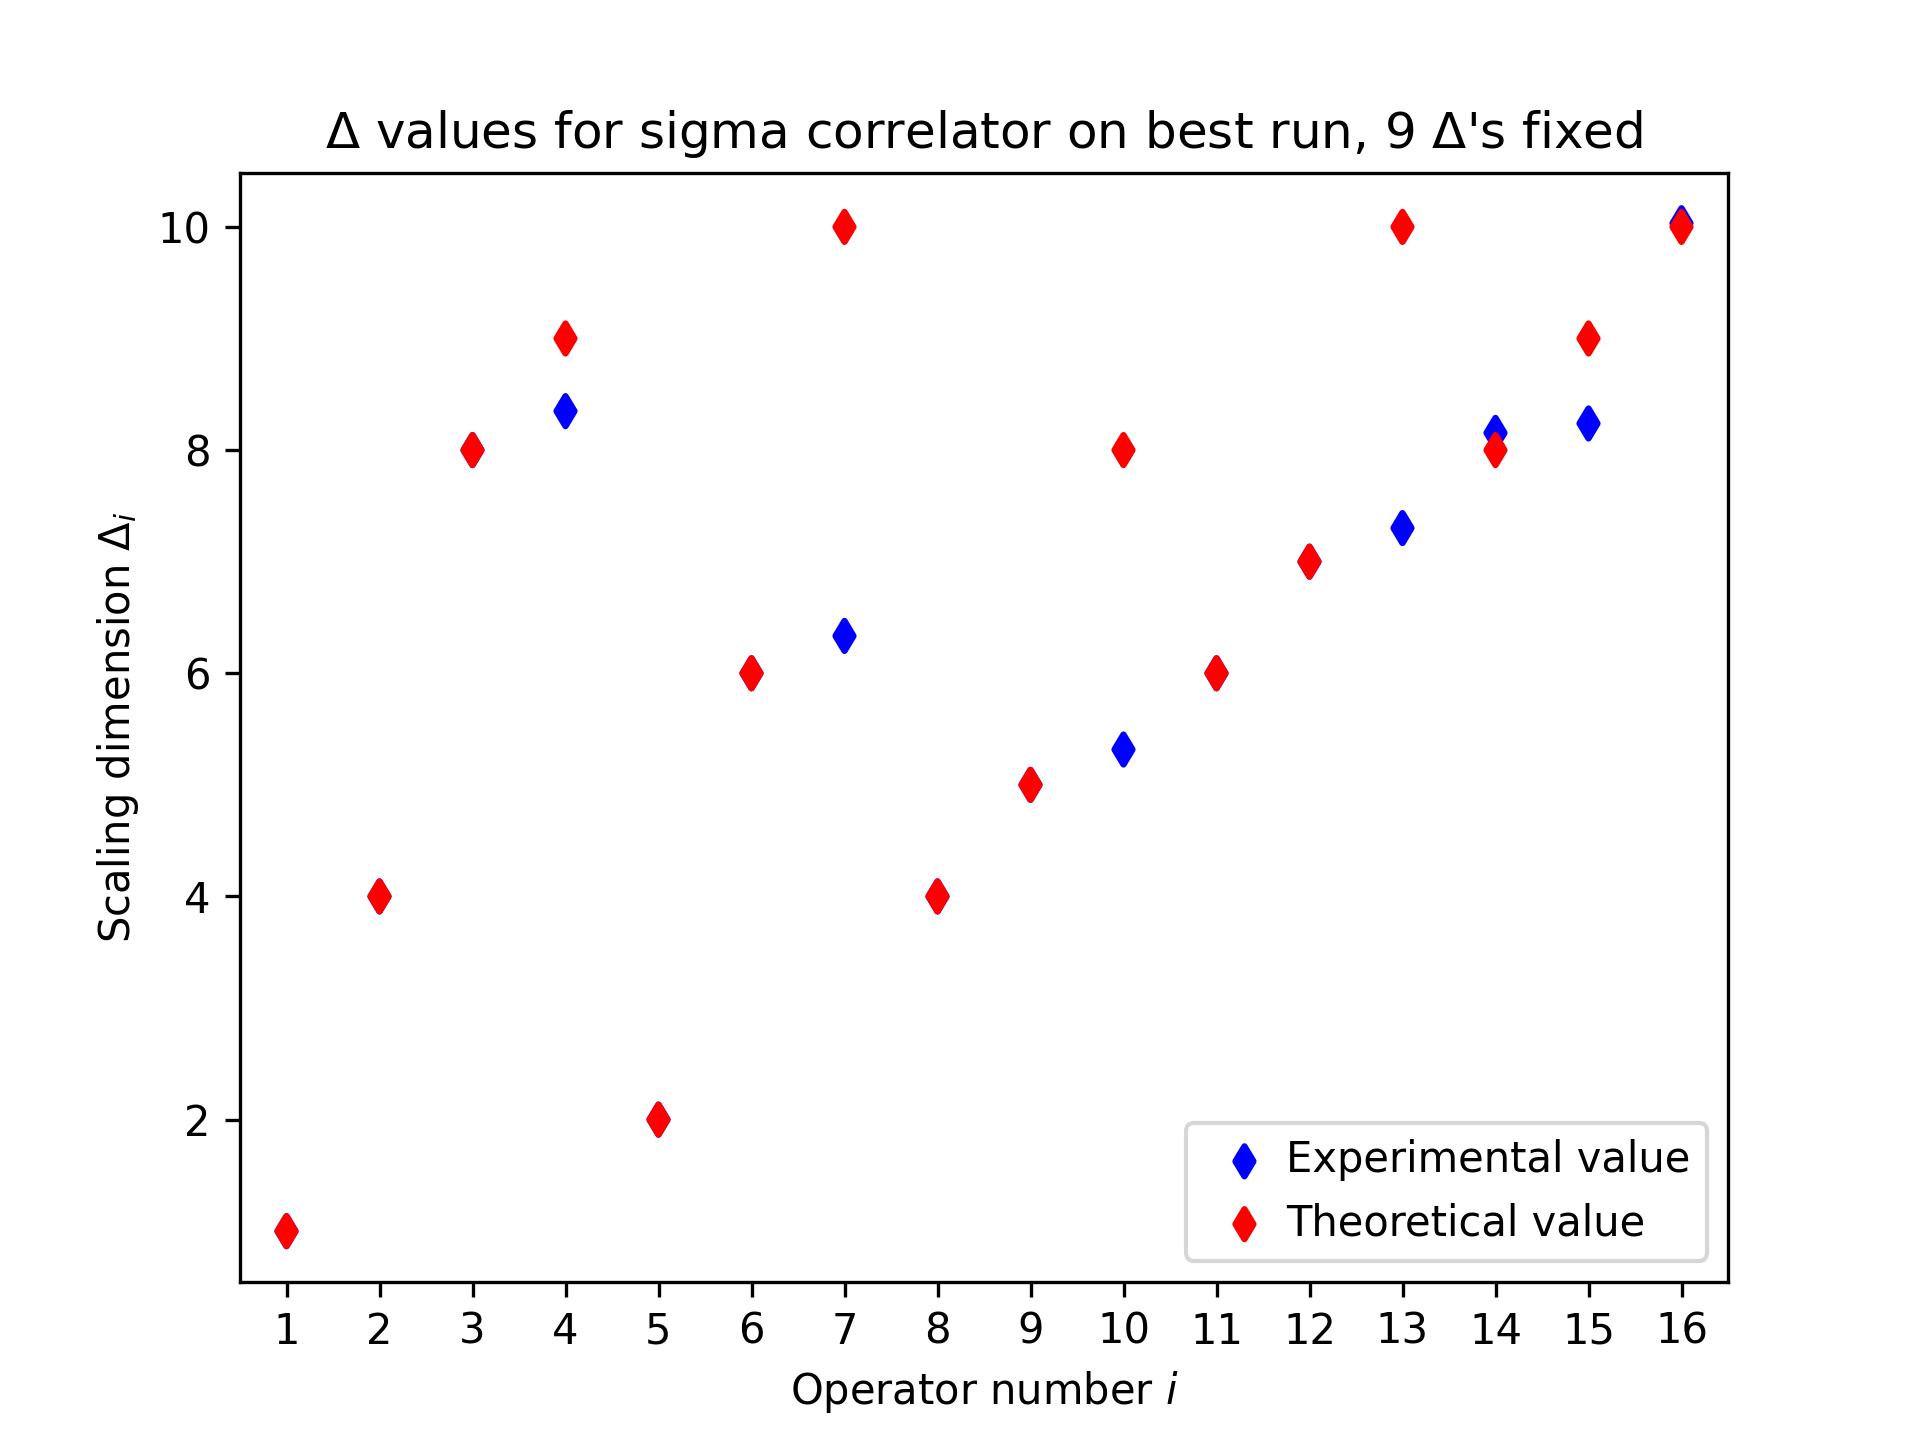 Δ values for sigma correlator on best run, 9 Δ's fixed
10
8
6
4
2
Scaling dimension Δi
Experimental value
Theoretical value
1 2 3 4 5 6 7 8 9 10 11 12 13 14 15 16
Operator number i